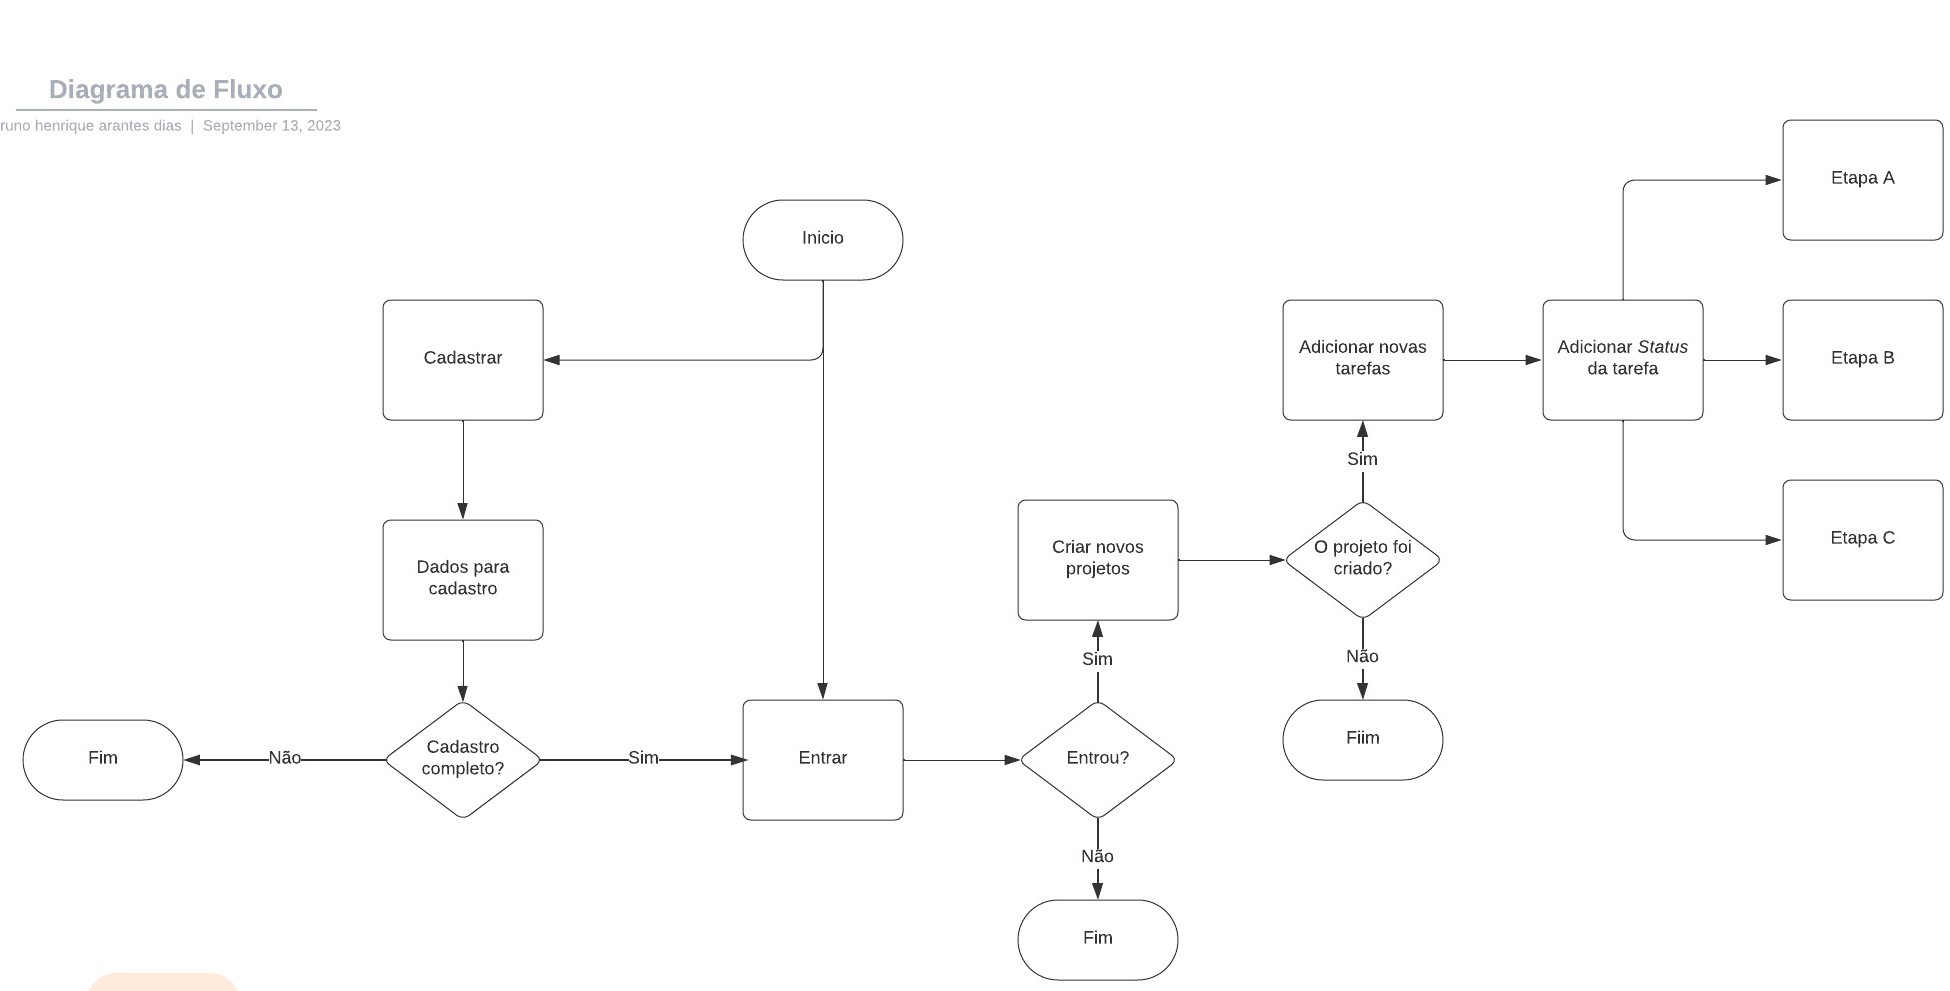 Diagrama de Fluxo
runo henrique arantes dias | September 13, 2023
Inicio
Cadastrar
Dados para
cadastro
Cadastro
completo?
Não
Fim
Sim
Entrar
Entrou?
Sim
Não
Fim
Criar novos
projetos
O projeto foi
criado?
Sim
Não
Fiim
Adicionar novas
tarefas
Adicionar Status
da tarefa
Etapa A
Etapa B
Etapa C